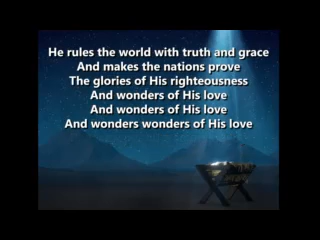 He rules the world with truth and grace
And makes the nations prove
The glories of His righteousness
And wonders of His love
And wonders of His love
And wonders wonders of His love